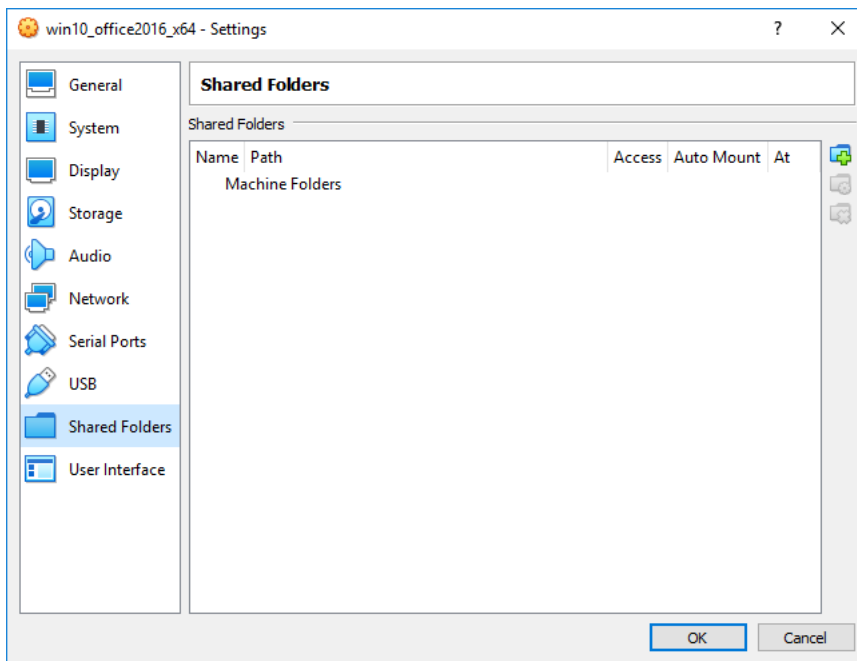 win10_office2016_x64 - Settings
?
General
System
Display
Storage
Audio
Network
Serial Ports
USB
Shared Folders
User Interface
Shared Folders
Shared Folders
Name Path Access Auto Mount At
Machine Folders
OK Cancel